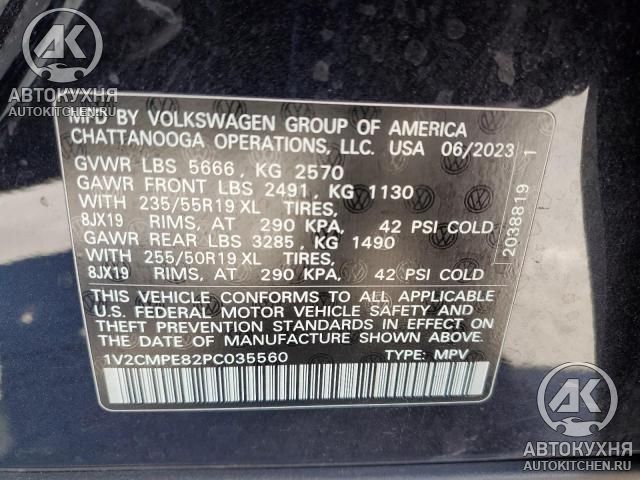 AK
АВТОКУХНЯ
AUTOKITCHEN.RU
MFD BY VOLKSWAGEN GROUP OF AMERICA
CHATTANOOGA OPERATIONS, LLC. USA 06/2023
GVWR LBS 5666 , KG 2570
GAWR FRONT LBS 2491 , KG 1130
WITH 235/55R19 XL TIRES,
8JX19 RIMS, AT 290 KPA, 42 PSI COLD
GAWR REAR LBS 3285 , KG 1490
WITH 255/50R19 XL TIRES,
8JX19 RIMS, AT 290 KPA, 42 PSI COLD
2038819 1
THIS VEHICLE CONFORMS TO ALL APPLICABLE
U.S. FEDERAL MOTOR VEHICLE SAFETY AND
THEFT PREVENTION STANDARDS IN EFFECT ON
THE DATE OF MANUFACTURE SHOWN ABOVE.
1V2CMPE82PC035560 TYPE: MPV
AK
АВТОКУХНЯ
AUTOKITCHEN.RU